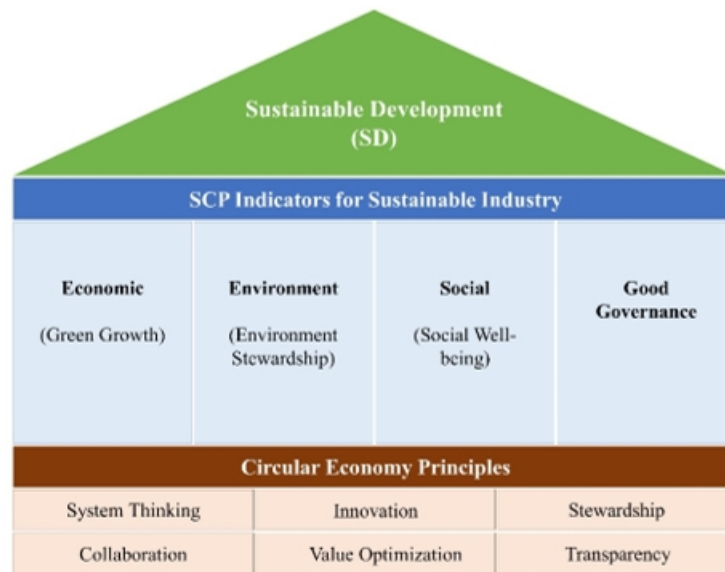 Sustainable Development
(SD)
SCP Indicators for Sustainable Industry
Economic
(Green Growth)
Environment
(Environment
Stewardship)
Social
(Social Well-
being)
Good
Governance
Circular Economy Principles
System Thinking
Innovation
Stewardship
Collaboration
Value Optimization
Transparency